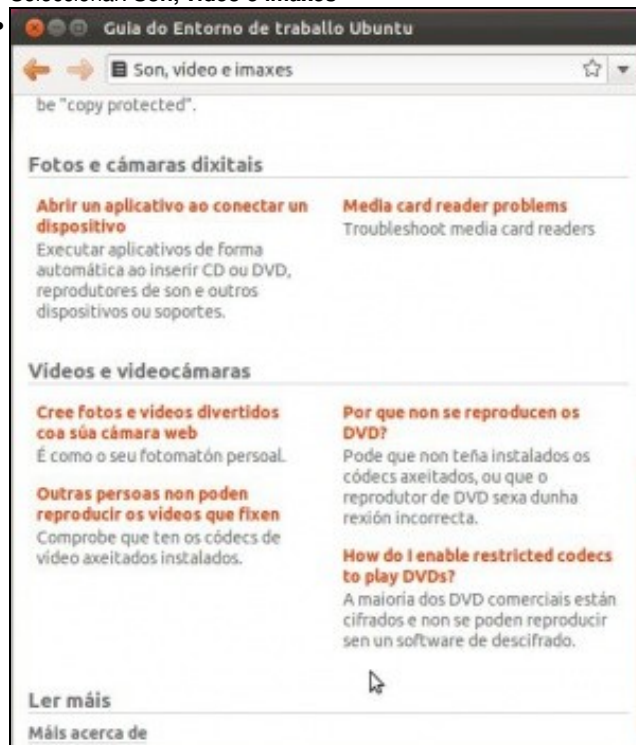 Guia do Entorno de traballo Ubuntu
Son, vídeo e imaxes
be "copy protected".
Fotos e cámaras dixitais
Abrir un aplicativo ao conectar un
dispositivo
Executar aplicativos de forma
automática ao inserir CD ou DVD,
reprodutores de son e outros
dispositivos ou soportes.
Media card reader problems
Troubleshoot media card readers
Vídeos e videocámaras
Cree fotos e vídeos divertidos
coa súa cámara web
É como o seu fotomatón persoal.
Outras persoas non poden
reproducir os vídeos que fixen
Comprobe que ten os códecs de
vídeo axeitados instalados.
Por que non se reproducen os
DVD?
Pode que non teña instalados os
códecs axeitados, ou que o
reprodutor de DVD sexa dunha
rexión incorrecta.
How do I enable restricted codecs
to play DVDs?
A maioría dos DVD comerciais están
cifrados e non se poden reproducir
sen un software de descifrado.
Ler máis
Máis acerca de